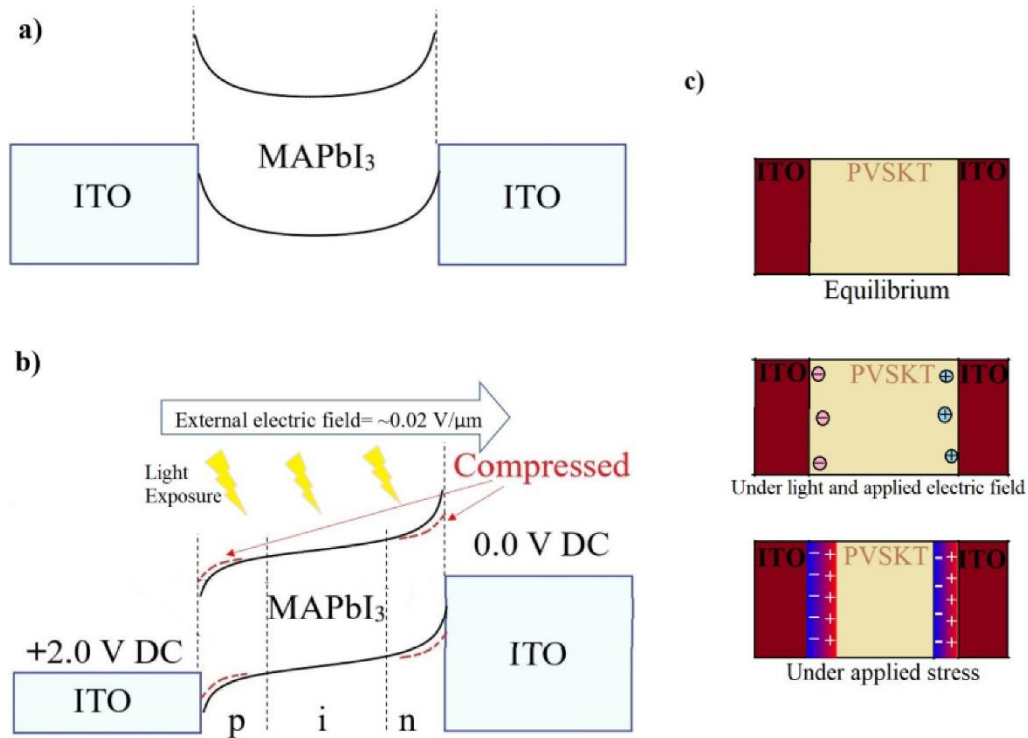 a)
ITO
MAPbI₃
ITO
b)
External electric field= ~0.02 V/µm
Light
Exposure
Compressed
0.0 V DC
MAPbI₃
+2.0 V DC
ITO
ITO
p
i
n
c)
ITO
PVSKT
ITO
Equilibrium
ITO
PVSKT
ITO
− +
− +
− +
Under light and applied electric field
ITO
PVSKT
ITO
− + − +
− + − +
− + − +
− + − +
− + − +
Under applied stress